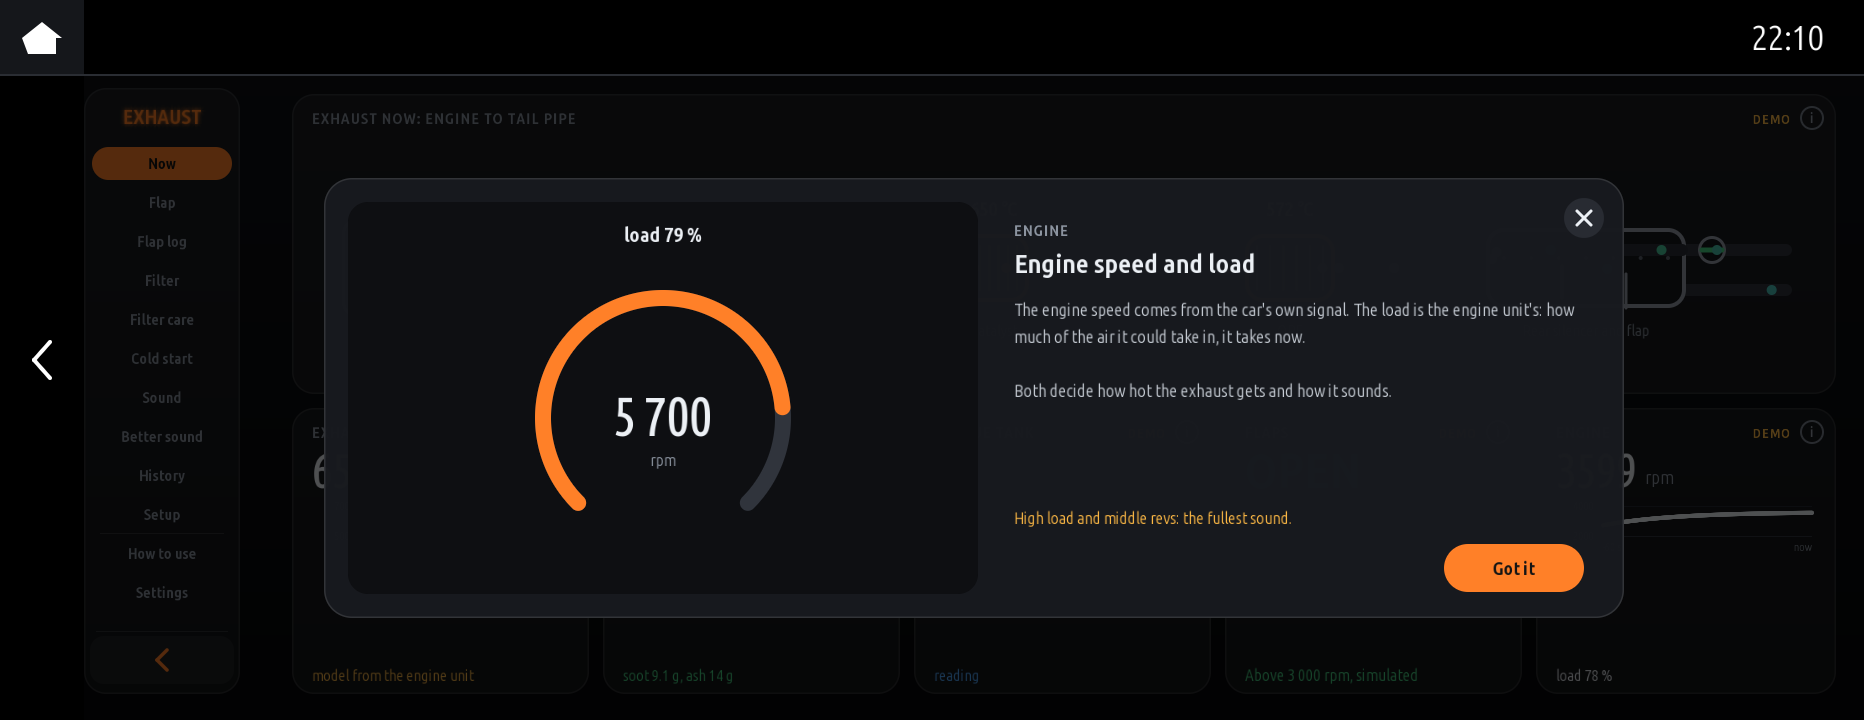 22:10
EXHAUST
Now
Flap
Flap log
Filter
Filter care
Cold start
Sound
Better sound
History
Setup
How to use
Settings
EXHAUST NOW: ENGINE TO TAIL PIPE
DEMO
flap
load 79 %
5 700
rpm
ENGINE
Engine speed and load
The engine speed comes from the car's own signal. The load is the engine unit's: how
much of the air it could take in, it takes now.
Both decide how hot the exhaust gets and how it sounds.
High load and middle revs: the fullest sound.
Got it
model from the engine unit
soot 9.1 g, ash 14 g
reading
OPEN
Above 3 000 rpm, simulated
DEMO
3599 rpm
now
load 78 %